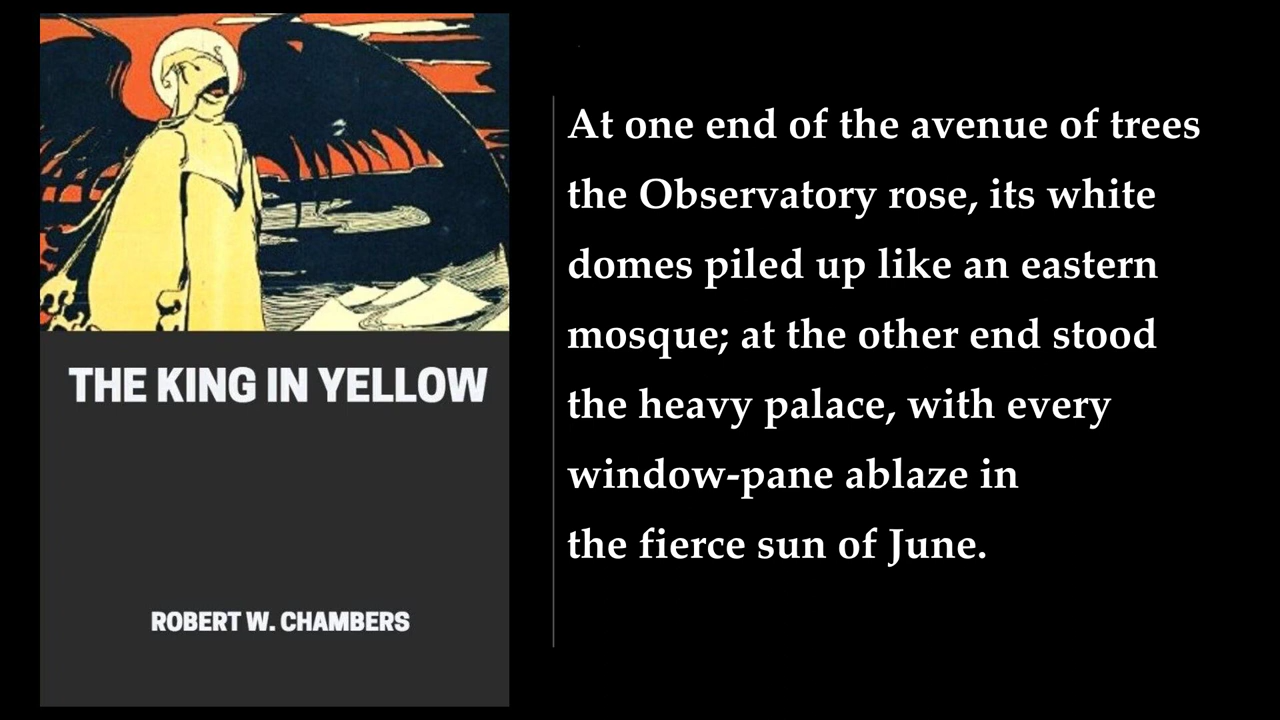 THE KING IN YELLOW
ROBERT W. CHAMBERS
At one end of the avenue of trees
the Observatory rose, its white
domes piled up like an eastern
mosque; at the other end stood
the heavy palace, with every
window-pane ablaze in
the fierce sun of June.